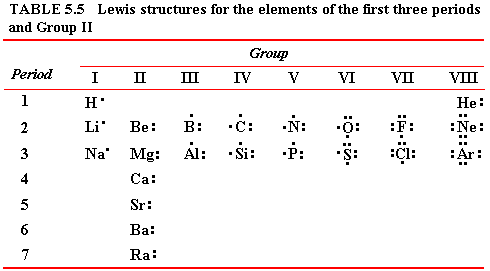 TABLE 5.5 Lewis structures for the elements of the first three periods
and Group II
Group
Period I II III IV V VI VII VIII
1 H He
2 Li Be B C N O F Ne
3 Na Mg Al Si P S Cl Ar
4 Ca
5 Sr
6 Ba
7 Ra